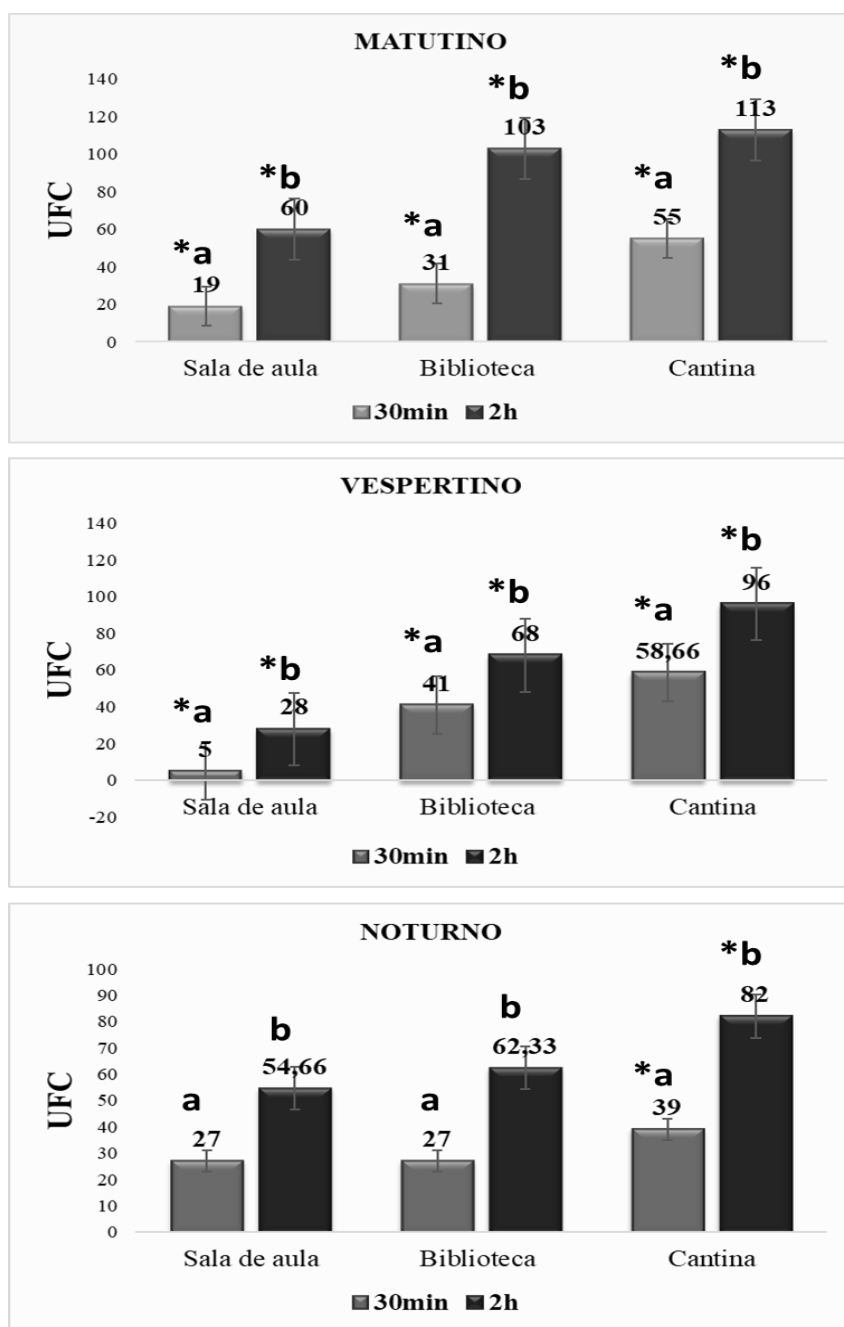 MATUTINO
140
120
100
80
60
40
20
0
UFC
*a
19
*b
60
*a
31
*b
103
*a
55
*b
113
Sala de aula Biblioteca Cantina
30min 2h
VESPERTINO
140
120
100
80
60
40
20
0
-20
UFC
*a
5
*b
28
*a
41
*b
68
*a
58,66
*b
96
Sala de aula Biblioteca Cantina
30min 2h
NOTURNO
100
90
80
70
60
50
40
30
20
10
0
UFC
a
27
b
54,66
a
27
b
62,33
*a
39
*b
82
Sala de aula Biblioteca Cantina
30min 2h